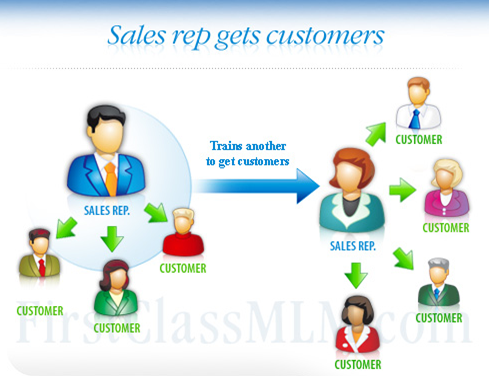 Sales rep gets customers
Trains another
to get customers
CUSTOMER
SALES REP.
CUSTOMER
SALES REP.
CUSTOMER
CUSTOMER
CUSTOMER
CUSTOMER
CUSTOMER
FirstClassMLM.com